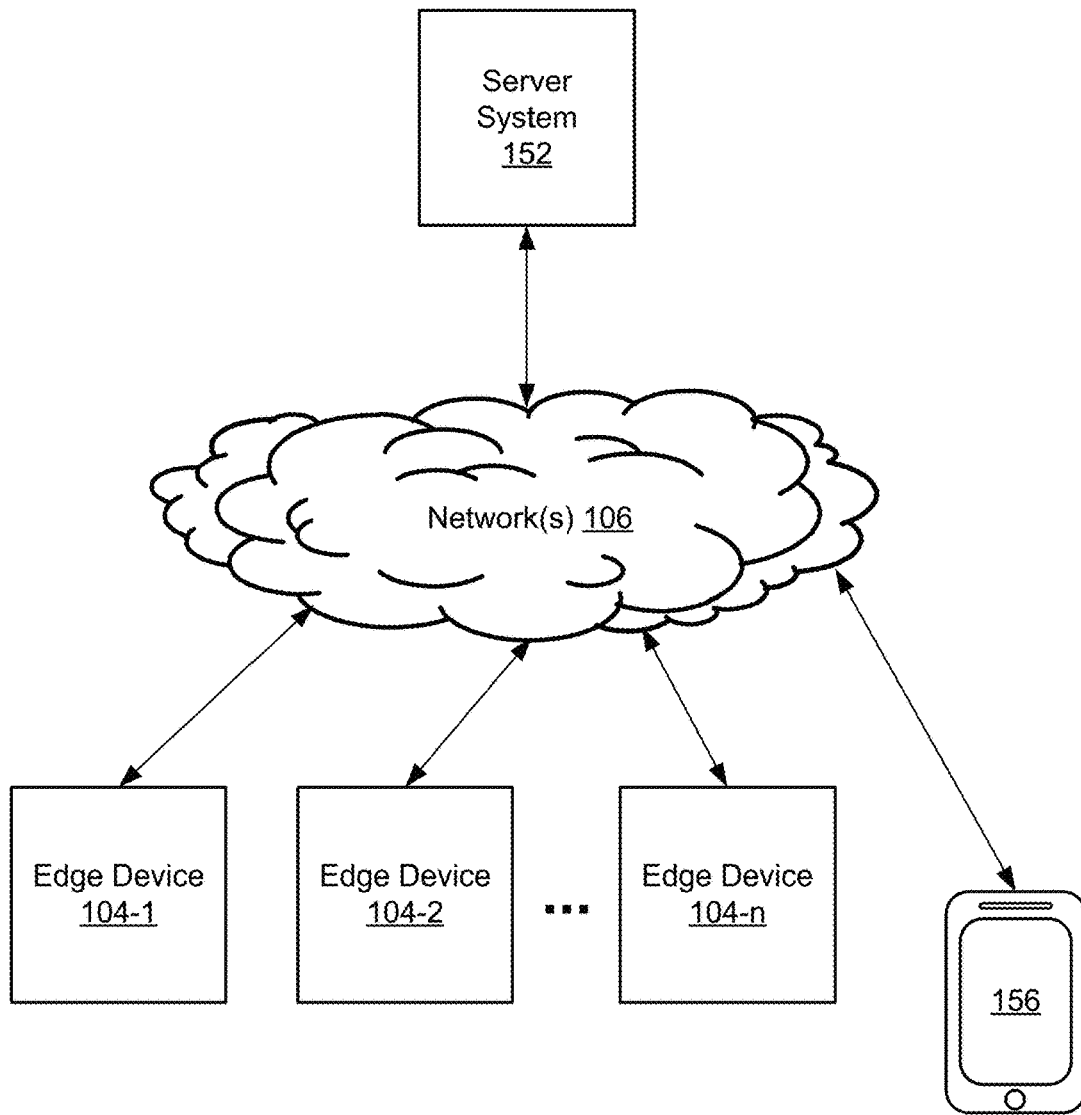 Server
System
152
Network(s) 106
Edge Device
104-1
Edge Device
104-2
...
Edge Device
104-n
156